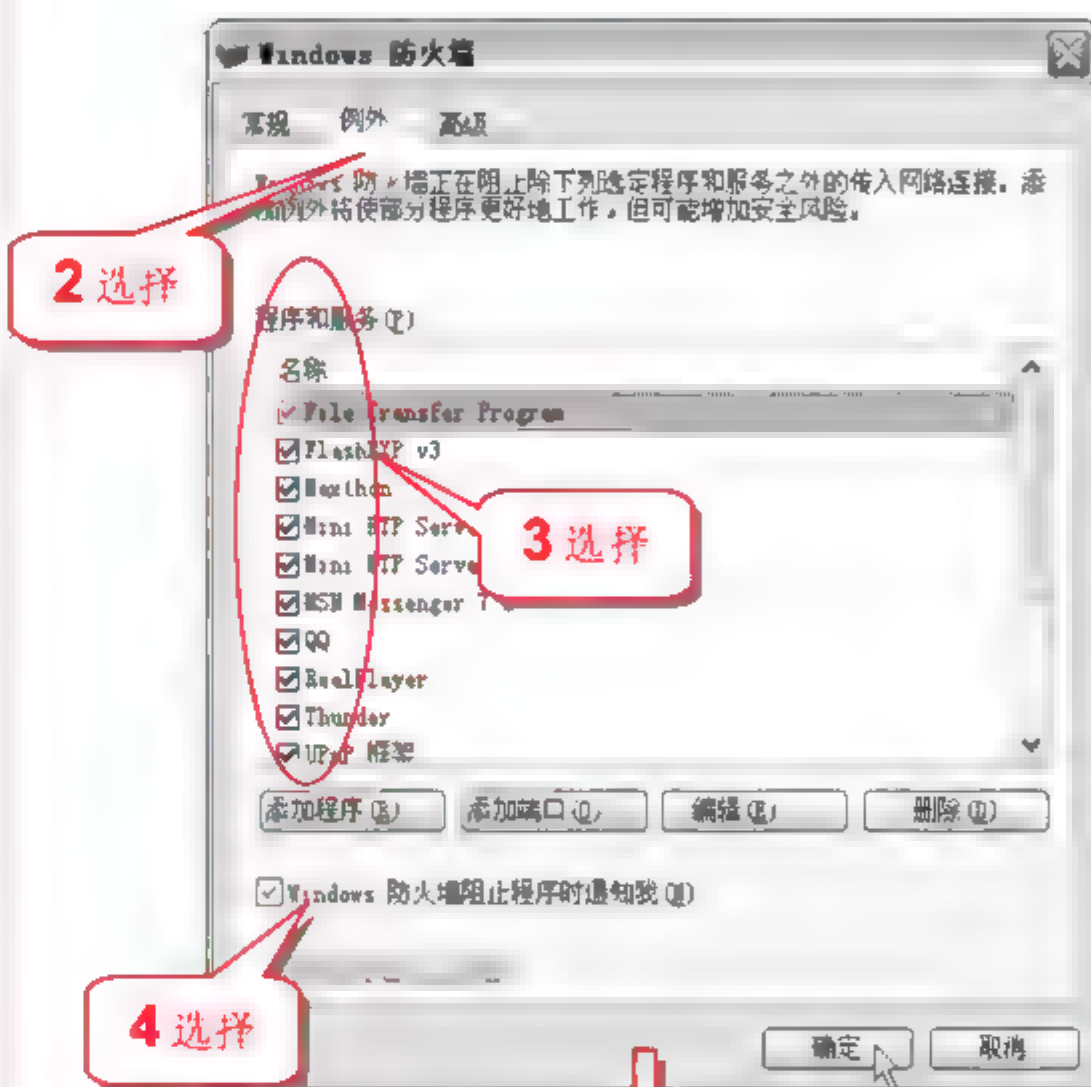 Windows 防火墙
常规 例外 高级
防火墙正在阻止除下列选定程序和服务之外的传入网络连接。添
加例外将使部分程序更好地工作，但可能增加安全风险。
2 选择
程序和服务(P)
名称
File Transfer Program
FlashFXP v3
Maxthon
Mini FTP Serve
3 选择
Mini FTP Serve
MSN Messenger 7
QQ
RealPlayer
Thunder
UPnP 框架
添加程序(R) 添加端口(O) 编辑(E) 删除(D)
Windows 防火墙阻止程序时通知我(N)
4 选择
确定 取消